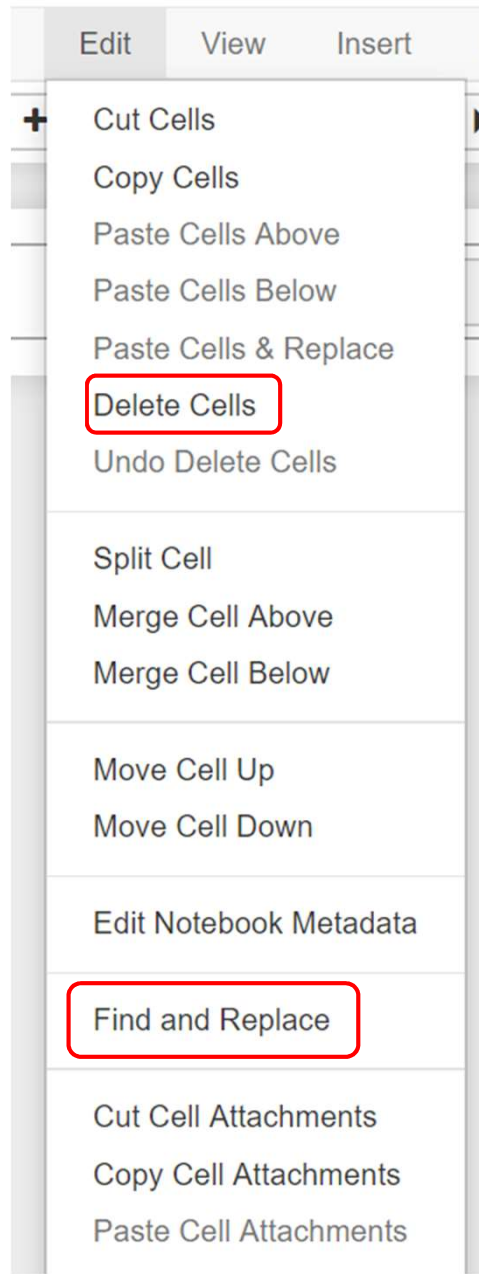 Edit View Insert
Cut Cells
Copy Cells
Paste Cells Above
Paste Cells Below
Paste Cells & Replace
Delete Cells
Undo Delete Cells
Split Cell
Merge Cell Above
Merge Cell Below
Move Cell Up
Move Cell Down
Edit Notebook Metadata
Find and Replace
Cut Cell Attachments
Copy Cell Attachments
Paste Cell Attachments